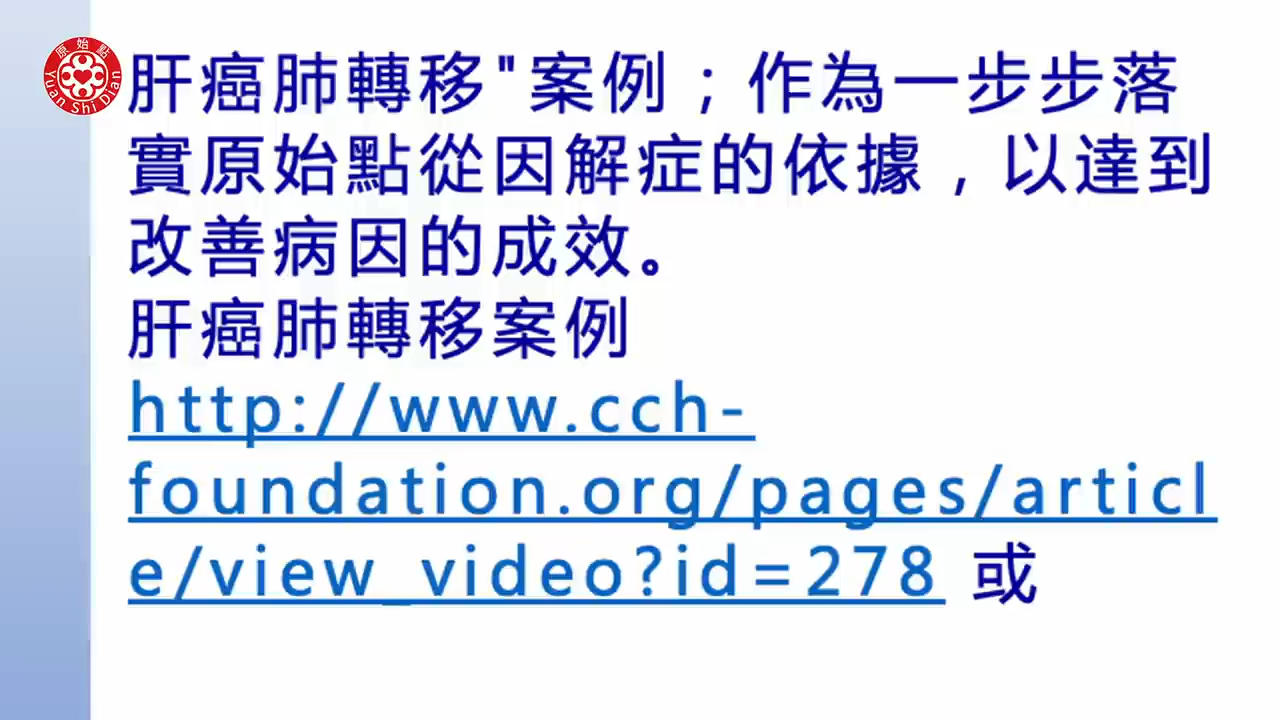 原始點
Yuan Shi Dian
肝癌肺轉移"案例；作為一步步落
實原始點從因解症的依據，以達到
改善病因的成效。
肝癌肺轉移案例
http://www.cch-
foundation.org/pages/articl
e/view_video?id=278 或